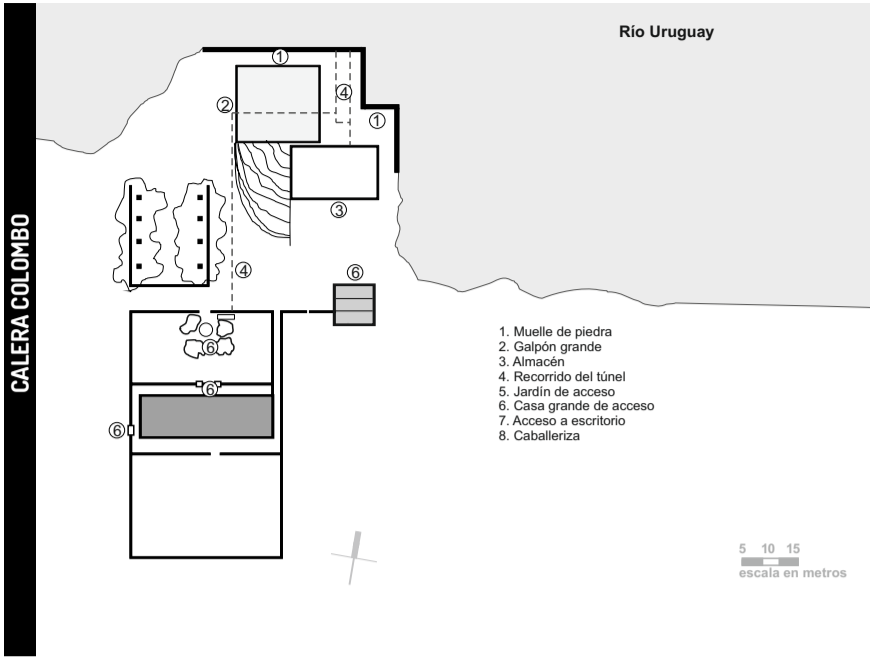 CALERA COLOMBO
Río Uruguay
1
2
4
1
3
4
6
6
6
6
1. Muelle de piedra
2. Galpón grande
3. Almacén
4. Recorrido del túnel
5. Jardín de acceso
6. Casa grande de acceso
7. Acceso a escritorio
8. Caballeriza
5 10 15
escala en metros